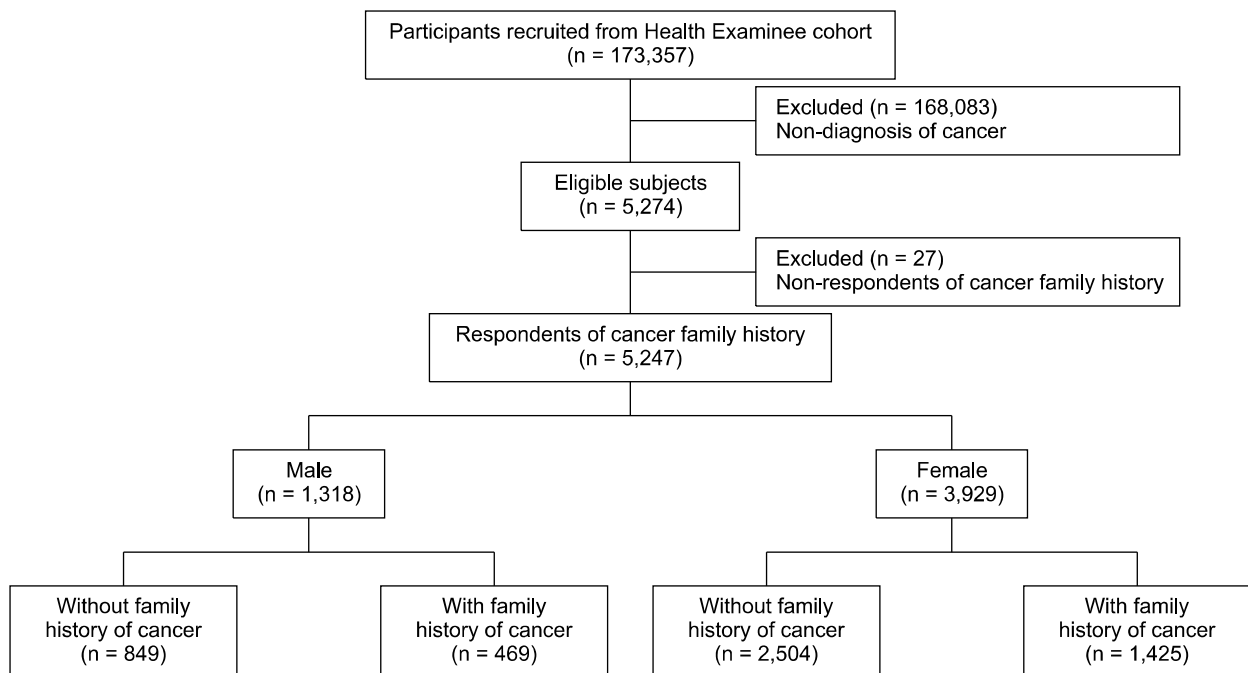 Participants recruited from Health Examinee cohort
(n = 173,357)
Excluded (n = 168,083)
Non-diagnosis of cancer
Eligible subjects
(n = 5,274)
Excluded (n = 27)
Non-respondents of cancer family history
Respondents of cancer family history
(n = 5,247)
Male
(n = 1,318)
Female
(n = 3,929)
Without family
history of cancer
(n = 849)
With family
history of cancer
(n = 469)
Without family
history of cancer
(n = 2,504)
With family
history of cancer
(n = 1,425)